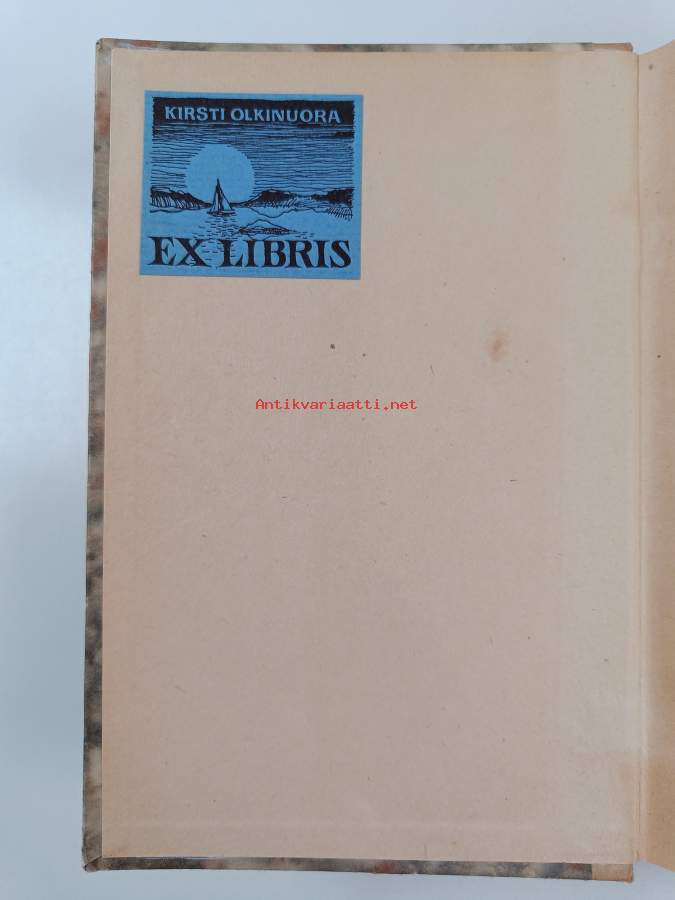 KIRSTI OLKINUORA
EX LIBRIS
Antikvariaatti.net